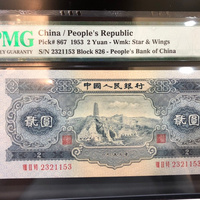 PMG
China / People's Republic
Pick# 867 1953 2 Yuan - Wmk: Star & Wings
S/N 2321153 Block 826 - People's Bank of China
中国人民银行
贰圆
贰圆
2321153
2321153